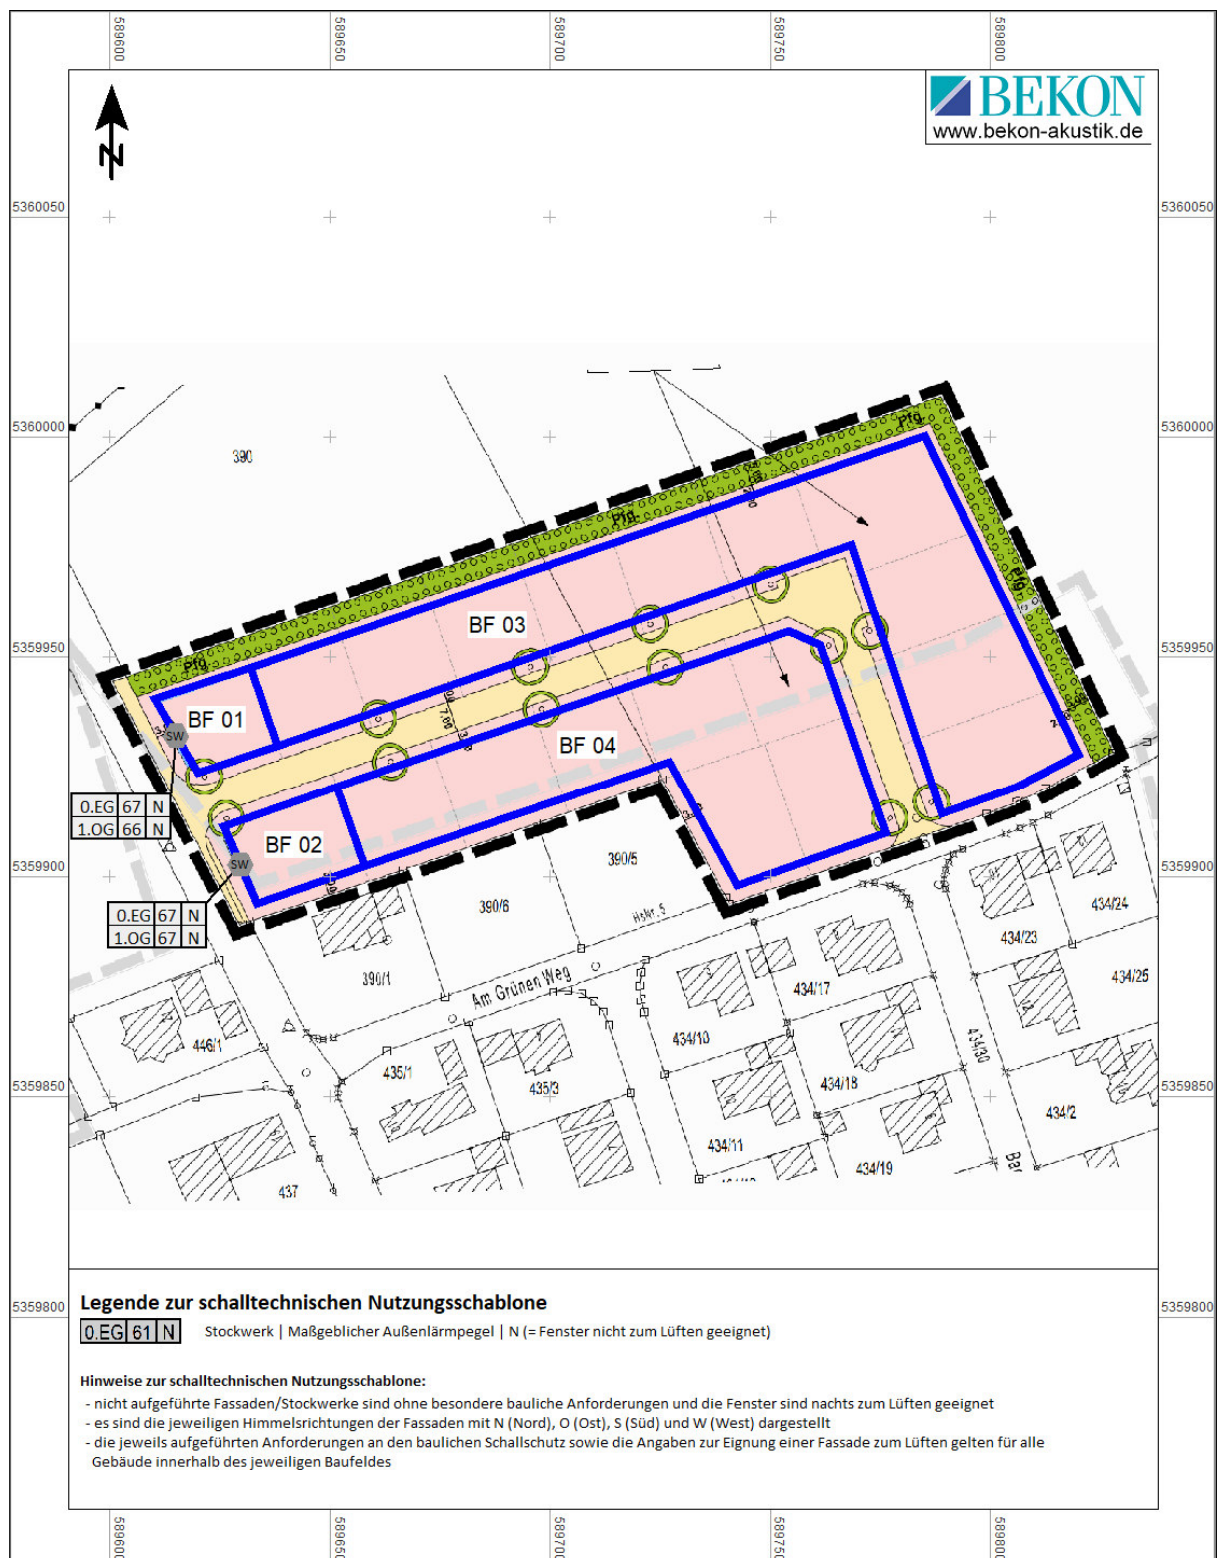 589600
589650
589700
589750
589800
BEKON
www.bekon-akustik.de
N
5360050
5360050
5360000
5360000
390
Pfg.
Pfg.
Pfg.
Pfg.
BF 03
5359950
5359950
BF 01
SW
BF 04
0.EG 67 N
1.OG 66 N
BF 02
SW
5359900
5359900
390/5
0.EG 67 N
1.OG 67 N
390/6
HsNr. 5
434/24
434/23
390/1
Am Grünen Weg
434/17
434/25
446/1
434/10
434/30
435/1
435/3
434/18
5359850
5359850
434/2
434/11
434/19
437
5359800
5359800
Legende zur schalltechnischen Nutzungsschablone
0.EG 61 N Stockwerk | Maßgeblicher Außenlärmpegel | N (= Fenster nicht zum Lüften geeignet)
Hinweise zur schalltechnischen Nutzungsschablone:
- nicht aufgeführte Fassaden/Stockwerke sind ohne besondere bauliche Anforderungen und die Fenster sind nachts zum Lüften geeignet
- es sind die jeweiligen Himmelsrichtungen der Fassaden mit N (Nord), O (Ost), S (Süd) und W (West) dargestellt
- die jeweils aufgeführten Anforderungen an den baulichen Schallschutz sowie die Angaben zur Eignung einer Fassade zum Lüften gelten für alle
Gebäude innerhalb des jeweiligen Baufeldes
589600
589650
589700
589750
589800